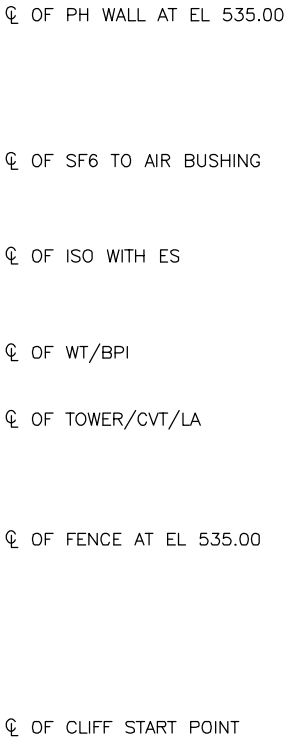 ℄ OF PH WALL AT EL 535.00
℄ OF SF6 TO AIR BUSHING
℄ OF ISO WITH ES
℄ OF WT/BPI
℄ OF TOWER/CVT/LA
℄ OF FENCE AT EL 535.00
℄ OF CLIFF START POINT